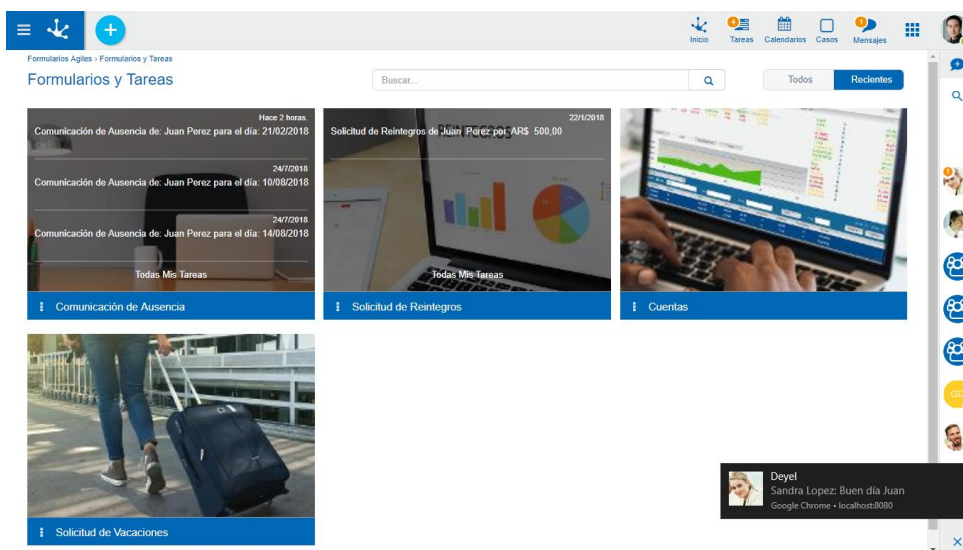 4
1
Inicio
Tareas
Calendarios
Casos
Mensajes
Formularios Agiles > Formularios y Tareas
Formularios y Tareas
Buscar...
Todos
Recientes
Hace 2 horas.
Comunicación de Ausencia de: Juan Perez para el día: 21/02/2018
24/7/2018
Comunicación de Ausencia de: Juan Perez para el día: 10/08/2018
24/7/2018
Comunicación de Ausencia de: Juan Perez para el día: 14/08/2018
Todas Mis Tareas
Comunicación de Ausencia
22/1/2018
Solicitud de Reintegros de Juan Perez por AR$ 500,00
REINTEGROS
Todas Mis Tareas
Solicitud de Reintegros
Cuentas
Solicitud de Vacaciones
GD
Deyel
Sandra Lopez: Buen día Juan
Google Chrome • localhost:8080